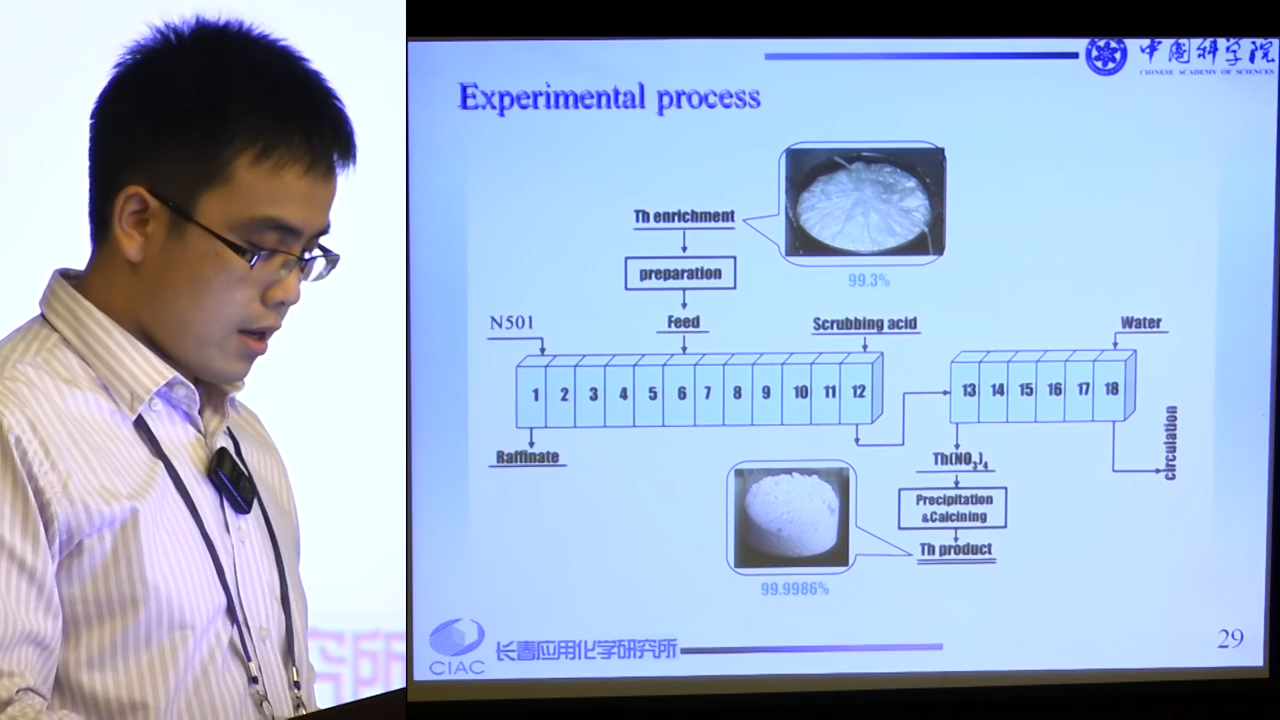 中国科学院
CHINESE ACADEMY OF SCIENCES
Experimental process
Th enrichment
preparation
99.3%
N501
Feed
Scrubbing acid
Water
1 2 3 4 5 6 7 8 9 10 11 12
13 14 15 16 17 18
Raffinate
Th(NO3)4
circulation
Precipitation
&Calcining
Th product
99.9986%
CIAC
长春应用化学研究所
29